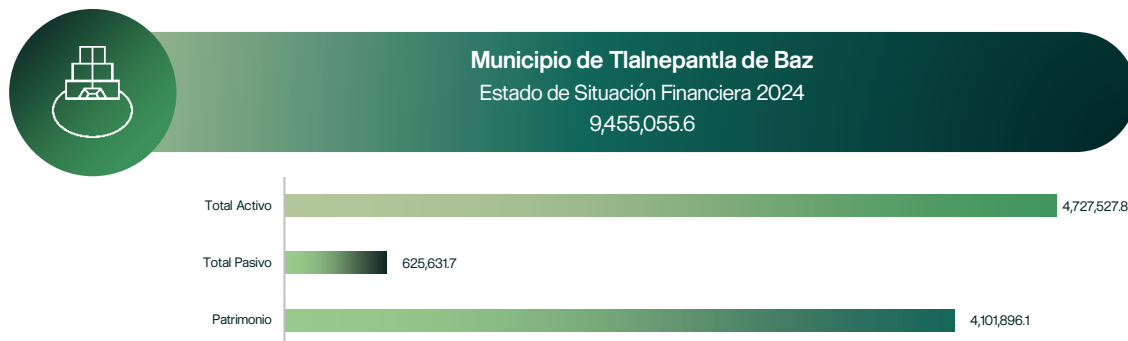 Municipio de Tlalnepantla de Baz
Estado de Situación Financiera 2024
9,455,055.6
Total Activo 4,727,527.8
Total Pasivo 625,631.7
Patrimonio 4,101,896.1